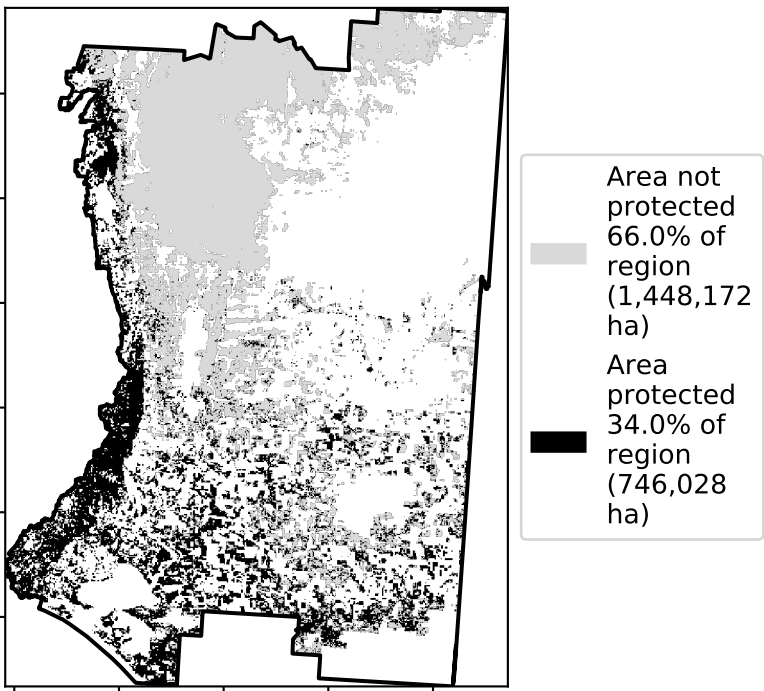 Area not
protected
66.0% of
region
(1,448,172
ha)
Area
protected
34.0% of
region
(746,028
ha)